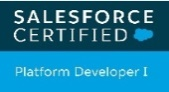 SALESFORCE
CERTIFIED
Platform Developer I